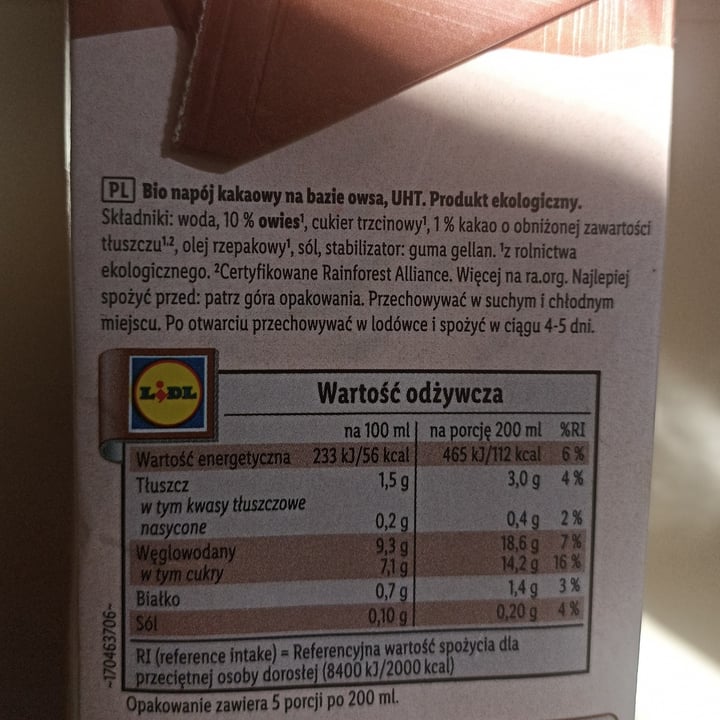 PL Bio napój kakaowy na bazie owsa, UHT. Produkt ekologiczny.
Składniki: woda, 10 % owies¹, cukier trzcinowy¹, 1 % kakao o obniżonej zawartości
tłuszczu¹·², olej rzepakowy¹, sól, stabilizator: guma gellan. ¹z rolnictwa
ekologicznego. ²Certyfikowane Rainforest Alliance. Więcej na ra.org. Najlepiej
spożyć przed: patrz góra opakowania. Przechowywać w suchym i chłodnym
miejscu. Po otwarciu przechowywać w lodówce i spożyć w ciągu 4-5 dni.
LIDL
Wartość odżywcza
na 100 ml na porcję 200 ml %RI
Wartość energetyczna 233 kJ/56 kcal 465 kJ/112 kcal 6 %
Tłuszcz 1,5 g 3,0 g 4 %
w tym kwasy tłuszczowe
nasycone 0,2 g 0,4 g 2 %
Węglowodany 9,3 g 18,6 g 7 %
w tym cukry 7,1 g 14,2 g 16 %
Białko 0,7 g 1,4 g 3 %
Sól 0,10 g 0,20 g 4 %
RI (reference intake) = Referencyjna wartość spożycia dla
przeciętnej osoby dorosłej (8400 kJ/2000 kcal)
Opakowanie zawiera 5 porcji po 200 ml.
~170463706~